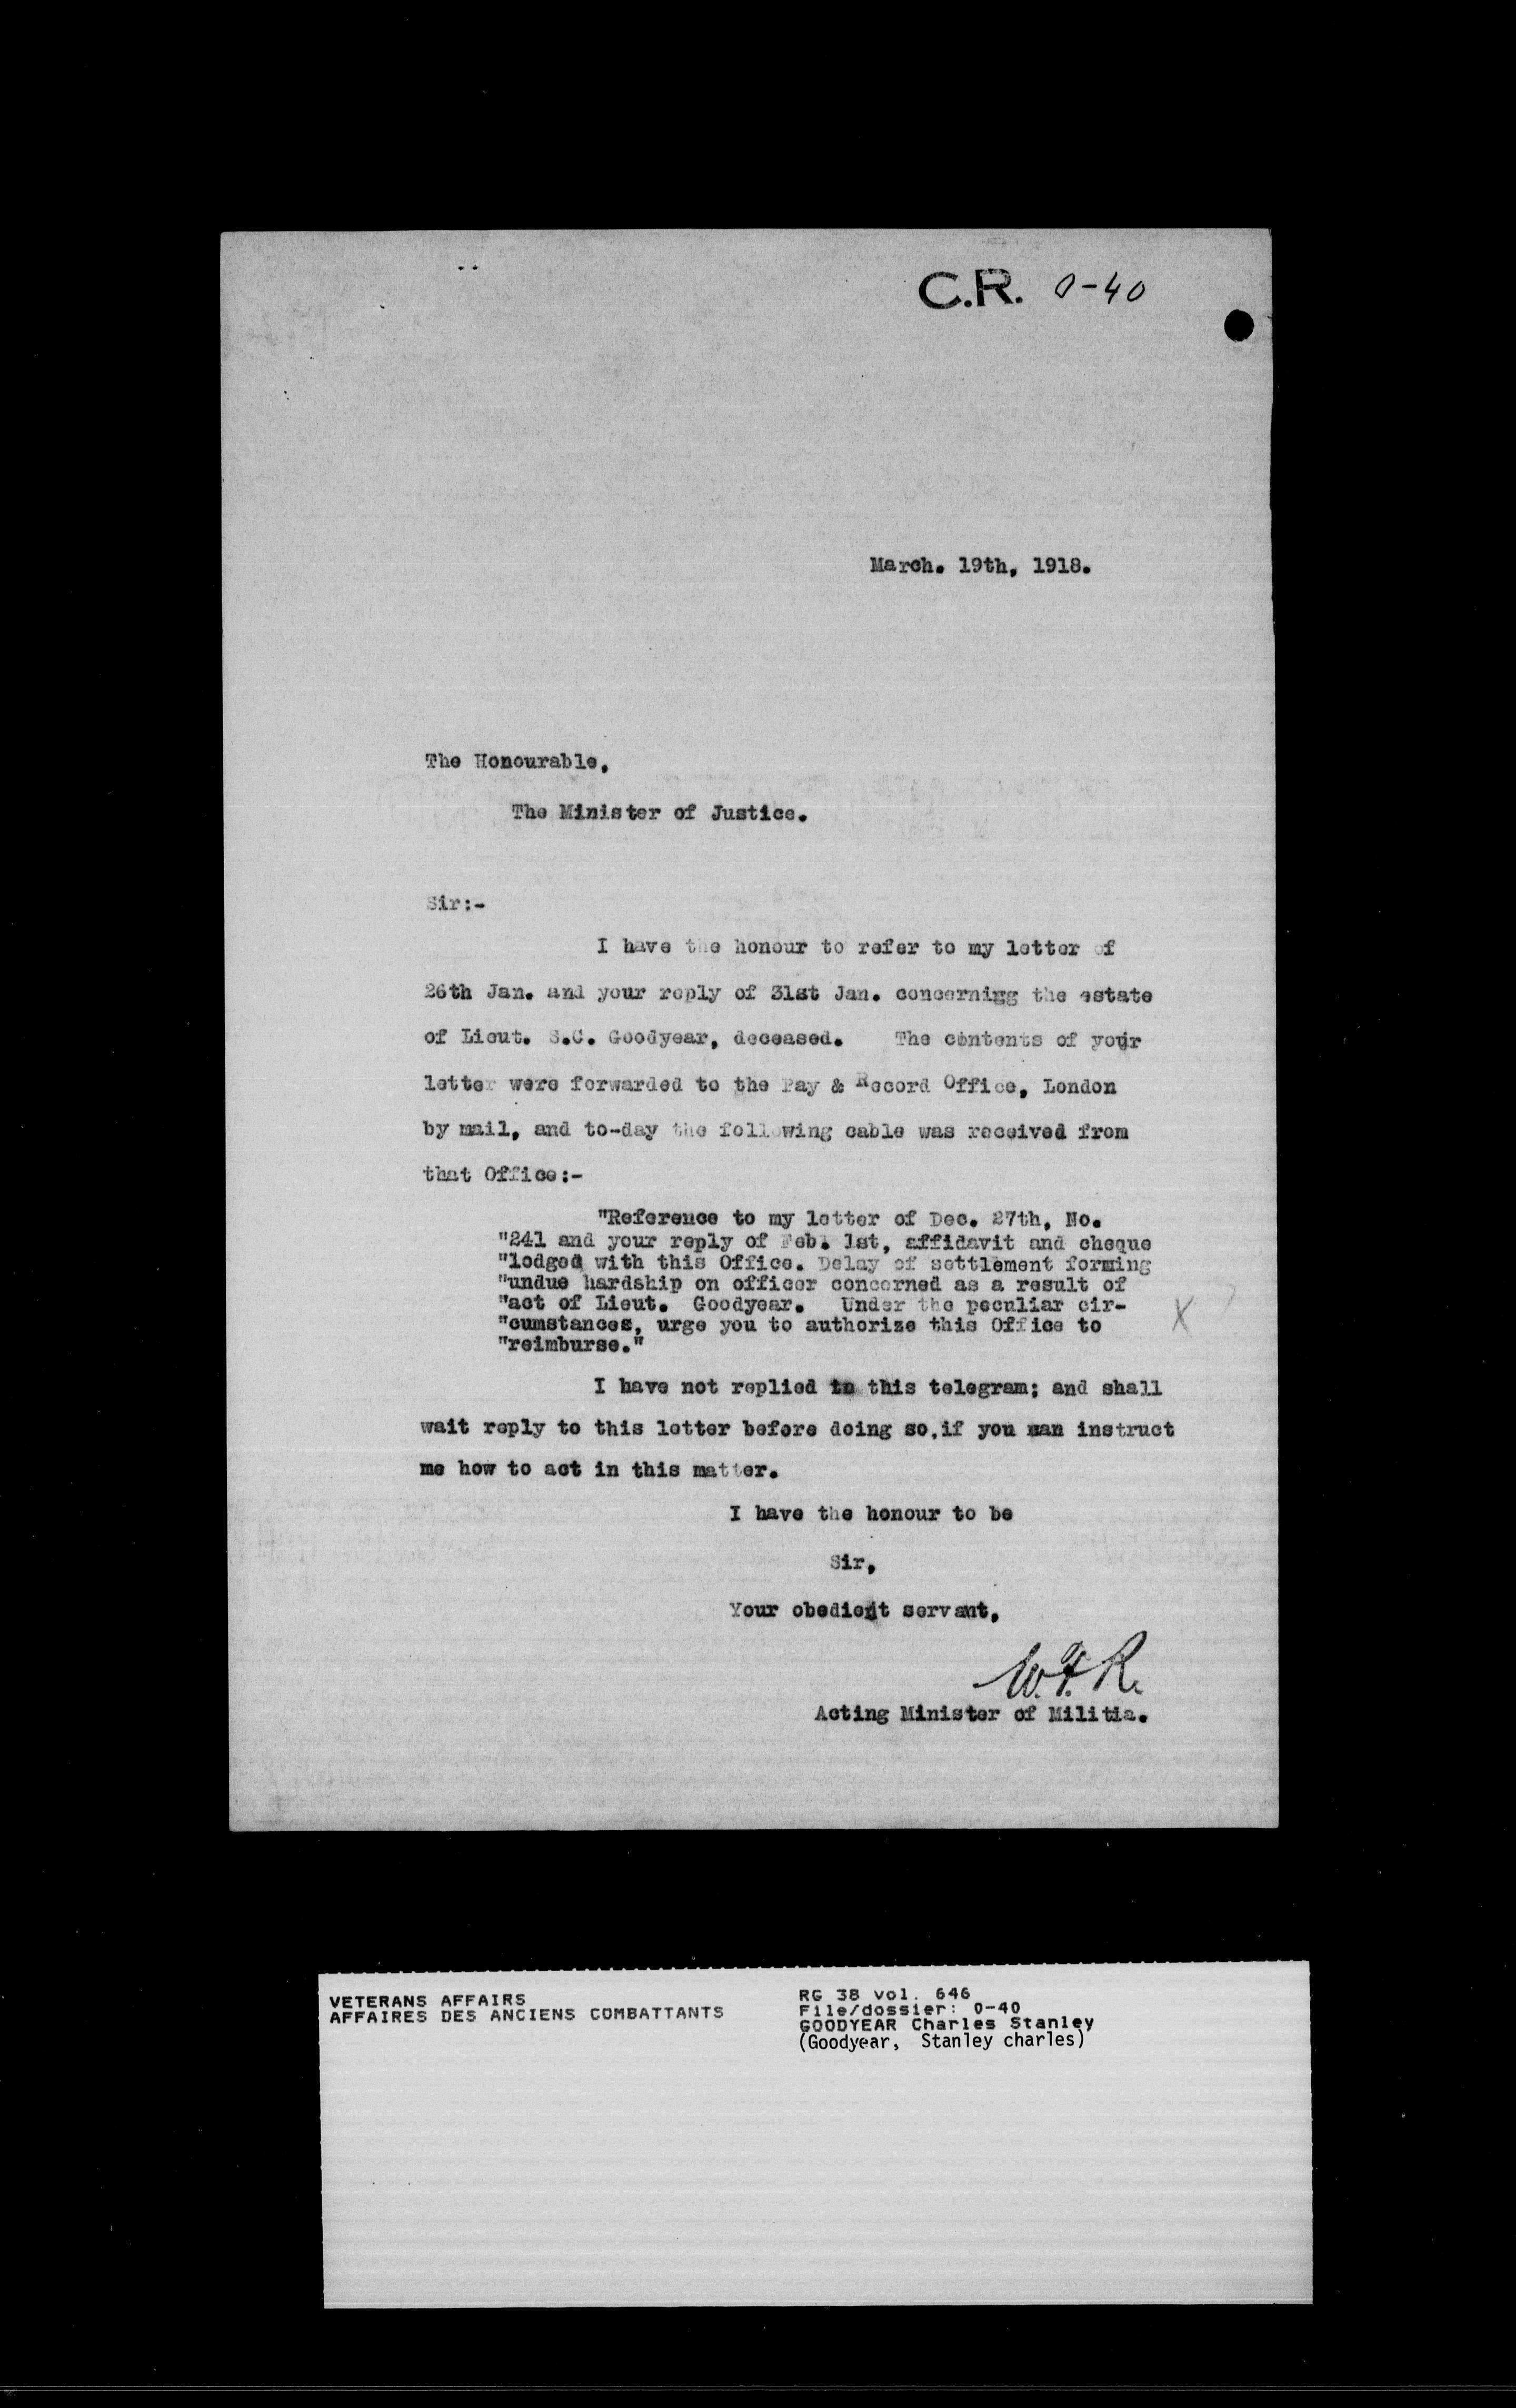 C.R. 0-40
March. 19th, 1918.
The Honourable,
The Minister of Justice.
Sir:-
I have the honour to refer to my letter of
26th Jan. and your reply of 31st Jan. concerning the estate
of Lieut. S.C. Goodyear, deceased. The contents of your
letter were forwarded to the Pay & Record Office, London
by mail, and to-day the following cable was received from
that Office:-
"Reference to my letter of Dec. 27th, No.
"241 and your reply of Feb. 1st, affidavit and cheque
"lodged with this Office. Delay of settlement forming
"undue hardship on officer concerned as a result of
"act of Lieut. Goodyear. Under the peculiar cir-
"cumstances, urge you to authorize this Office to
"reimburse."
X
I have not replied to this telegram; and shall
wait reply to this letter before doing so,if you man instruct
me how to act in this matter.
I have the honour to be
Sir,
Your obedient servant,
W.F.R.
Acting Minister of Militia.
VETERANS AFFAIRS
AFFAIRES DES ANCIENS COMBATTANTS
RG 38 vol. 646
File/dossier: 0-40
GOODYEAR Charles Stanley
(Goodyear, Stanley charles)